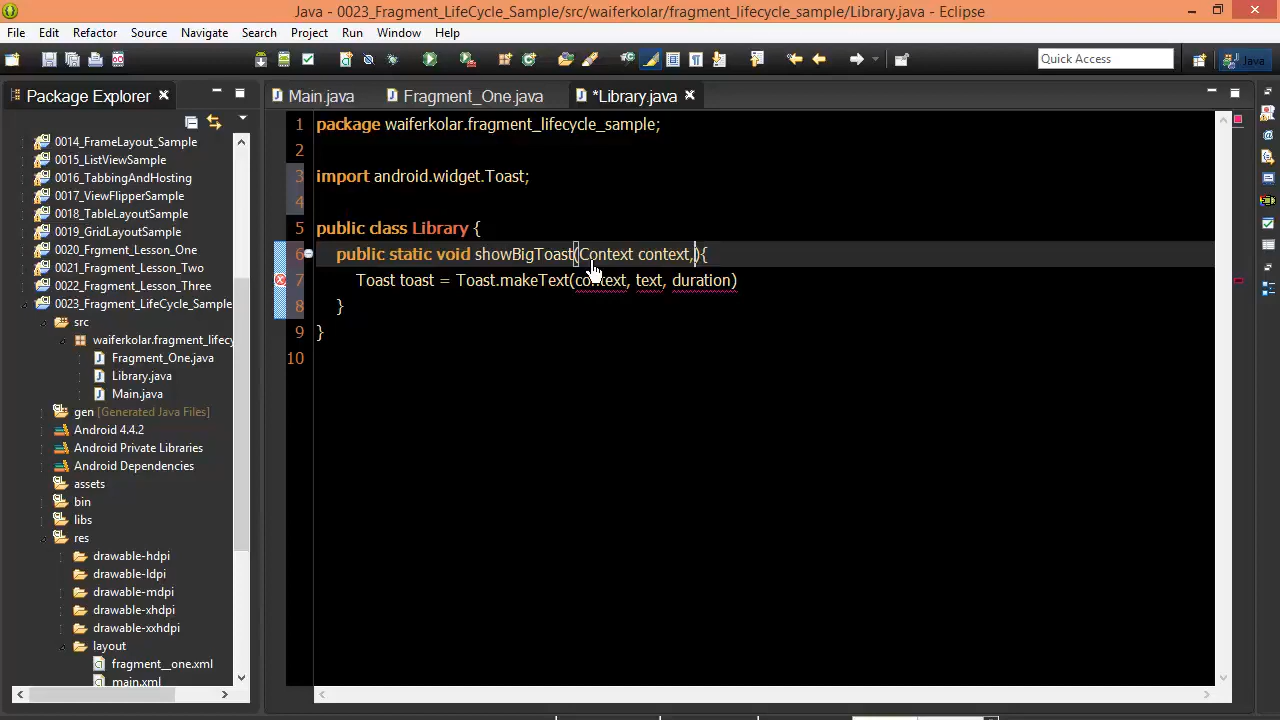 Java - 0023_Fragment_LifeCycle_Sample/src/waiferkolar/fragment_lifecycle_sample/Library.java - Eclipse
File Edit Refactor Source Navigate Search Project Run Window Help
Quick Access
Java
Package Explorer
Main.java Fragment_One.java *Library.java
0014_FrameLayout_Sample
0015_ListViewSample
0016_TabbingAndHosting
0017_ViewFlipperSample
0018_TableLayoutSample
0019_GridLayoutSample
0020_Frgment_Lesson_One
0021_Fragment_Lesson_Two
0022_Fragment_Lesson_Three
0023_Fragment_LifeCycle_Sample
src
waiferkolar.fragment_lifecy
Fragment_One.java
Library.java
Main.java
gen [Generated Java Files]
Android 4.4.2
Android Private Libraries
Android Dependencies
assets
bin
libs
res
drawable-hdpi
drawable-ldpi
drawable-mdpi
drawable-xhdpi
drawable-xxhdpi
layout
fragment__one.xml
main.xml
1 package waiferkolar.fragment_lifecycle_sample;
2
3 import android.widget.Toast;
4
5 public class Library {
6 public static void showBigToast(Context context,){
7 Toast toast = Toast.makeText(context, text, duration)
8 }
9 }
10